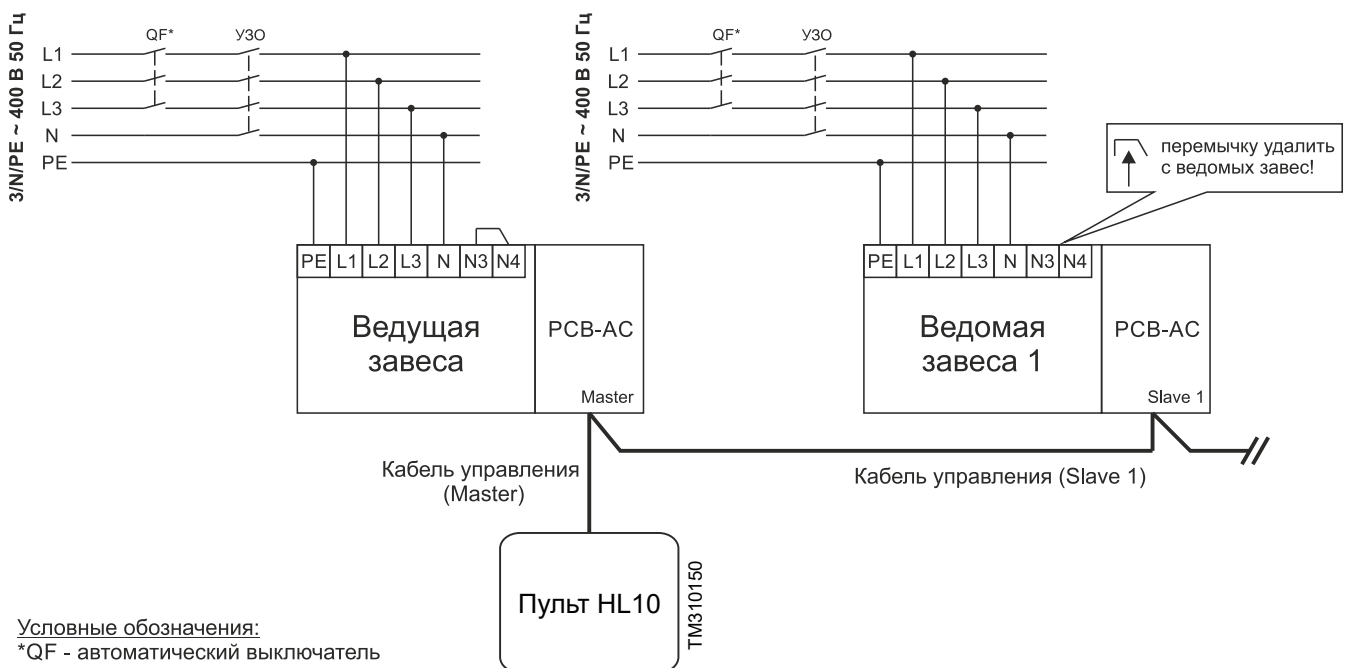 3/N/PE ~ 400 В 50 Гц
QF* УЗО
L1
L2
L3
N
PE
3/N/PE ~ 400 В 50 Гц
QF* УЗО
L1
L2
L3
N
PE
перемычку удалить
с ведомых завес!
PE L1 L2 L3 N N3 N4
Ведущая
завеса
PCB-AC
Master
PE L1 L2 L3 N N3 N4
Ведомая
завеса 1
PCB-AC
Slave 1
Кабель управления
(Master)
Кабель управления (Slave 1)
Пульт HL10
TM310150
Условные обозначения:
*QF - автоматический выключатель